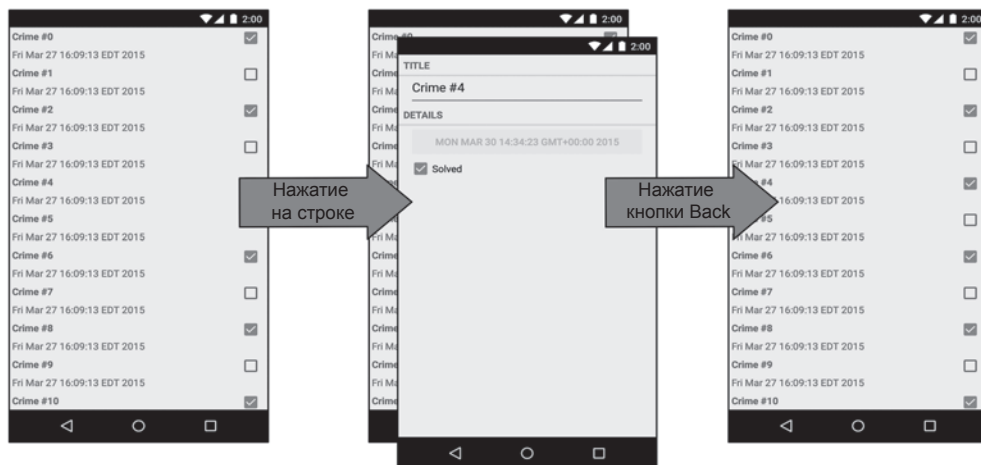 2:00
Crime #0
Fri Mar 27 16:09:13 EDT 2015
Crime #1
Fri Mar 27 16:09:13 EDT 2015
Crime #2
Fri Mar 27 16:09:13 EDT 2015
Crime #3
Fri Mar 27 16:09:13 EDT 2015
Crime #4
Fri Mar 27 16:09:13 EDT 2015
Crime #5
Fri Mar 27 16:09:13 EDT 2015
Crime #6
Fri Mar 27 16:09:13 EDT 2015
Crime #7
Fri Mar 27 16:09:13 EDT 2015
Crime #8
Fri Mar 27 16:09:13 EDT 2015
Crime #9
Fri Mar 27 16:09:13 EDT 2015
Crime #10
Нажатие
на строке
2:00
2:00
TITLE
Crime #4
DETAILS
MON MAR 30 14:34:23 GMT+00:00 2015
Solved
Нажатие
кнопки Back
2:00
Crime #0
Fri Mar 27 16:09:13 EDT 2015
Crime #1
Fri Mar 27 16:09:13 EDT 2015
Crime #2
Fri Mar 27 16:09:13 EDT 2015
Crime #3
Mar 27 16:09:13 EDT 2015
#4
16:09:13 EDT 2015
#5
Mar 27 16:09:13 EDT 2015
Crime #6
Fri Mar 27 16:09:13 EDT 2015
Crime #7
Fri Mar 27 16:09:13 EDT 2015
Crime #8
Fri Mar 27 16:09:13 EDT 2015
Crime #9
Fri Mar 27 16:09:13 EDT 2015
Crime #10